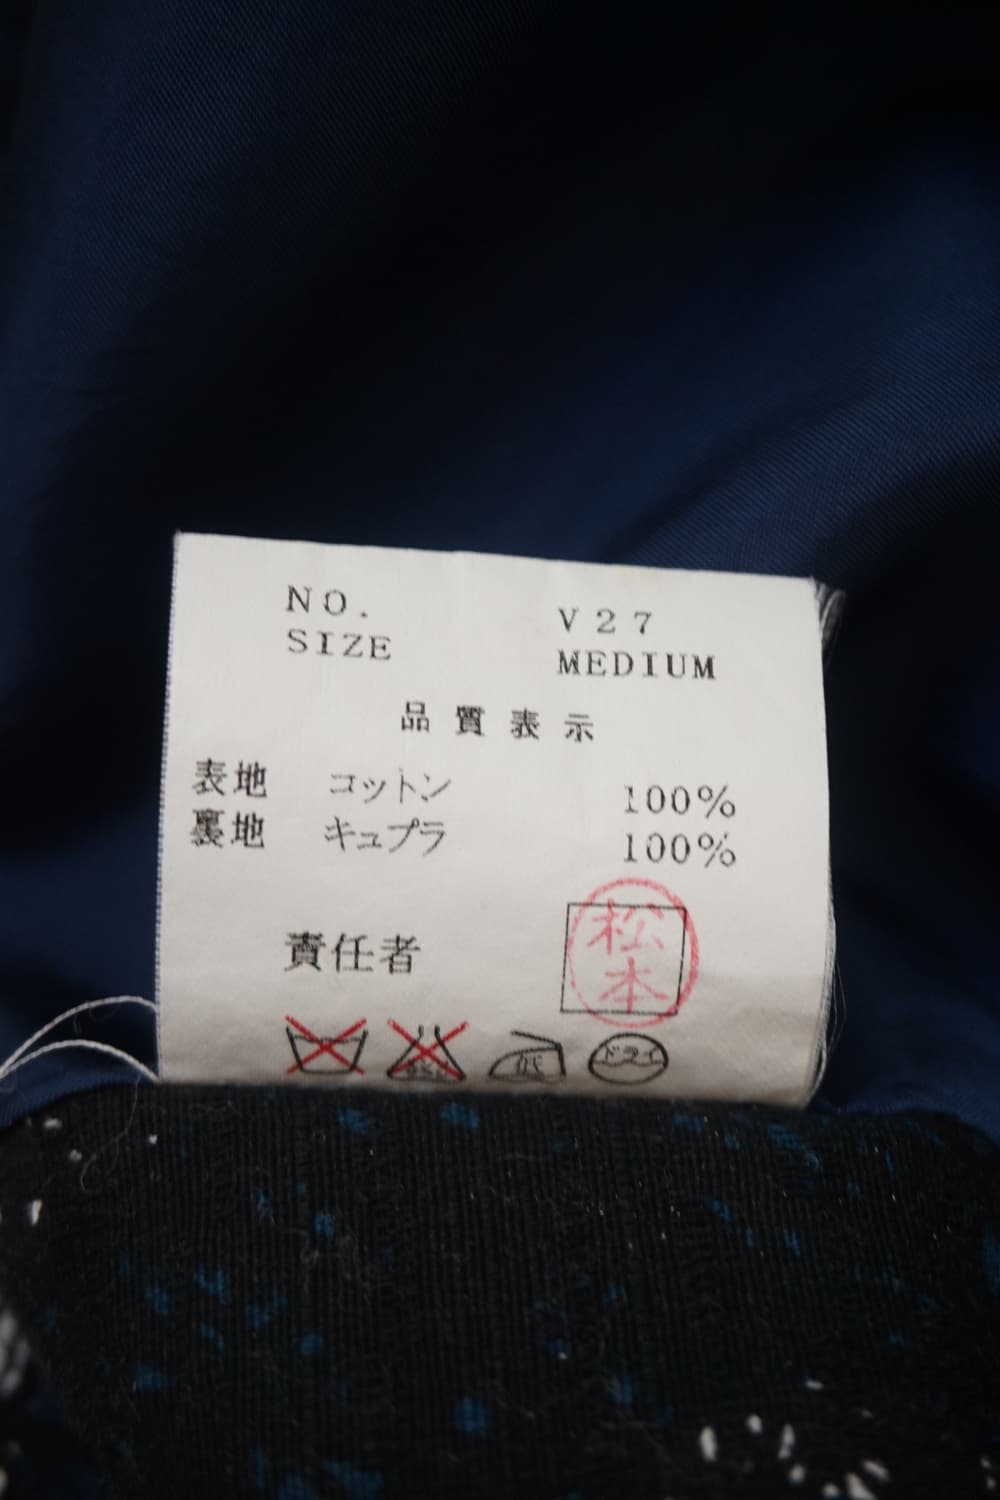 NO. V27
SIZE MEDIUM
品質表示
表地 コットン 100%
裏地 キュプラ 100%
責任者 松本
低 ドライ